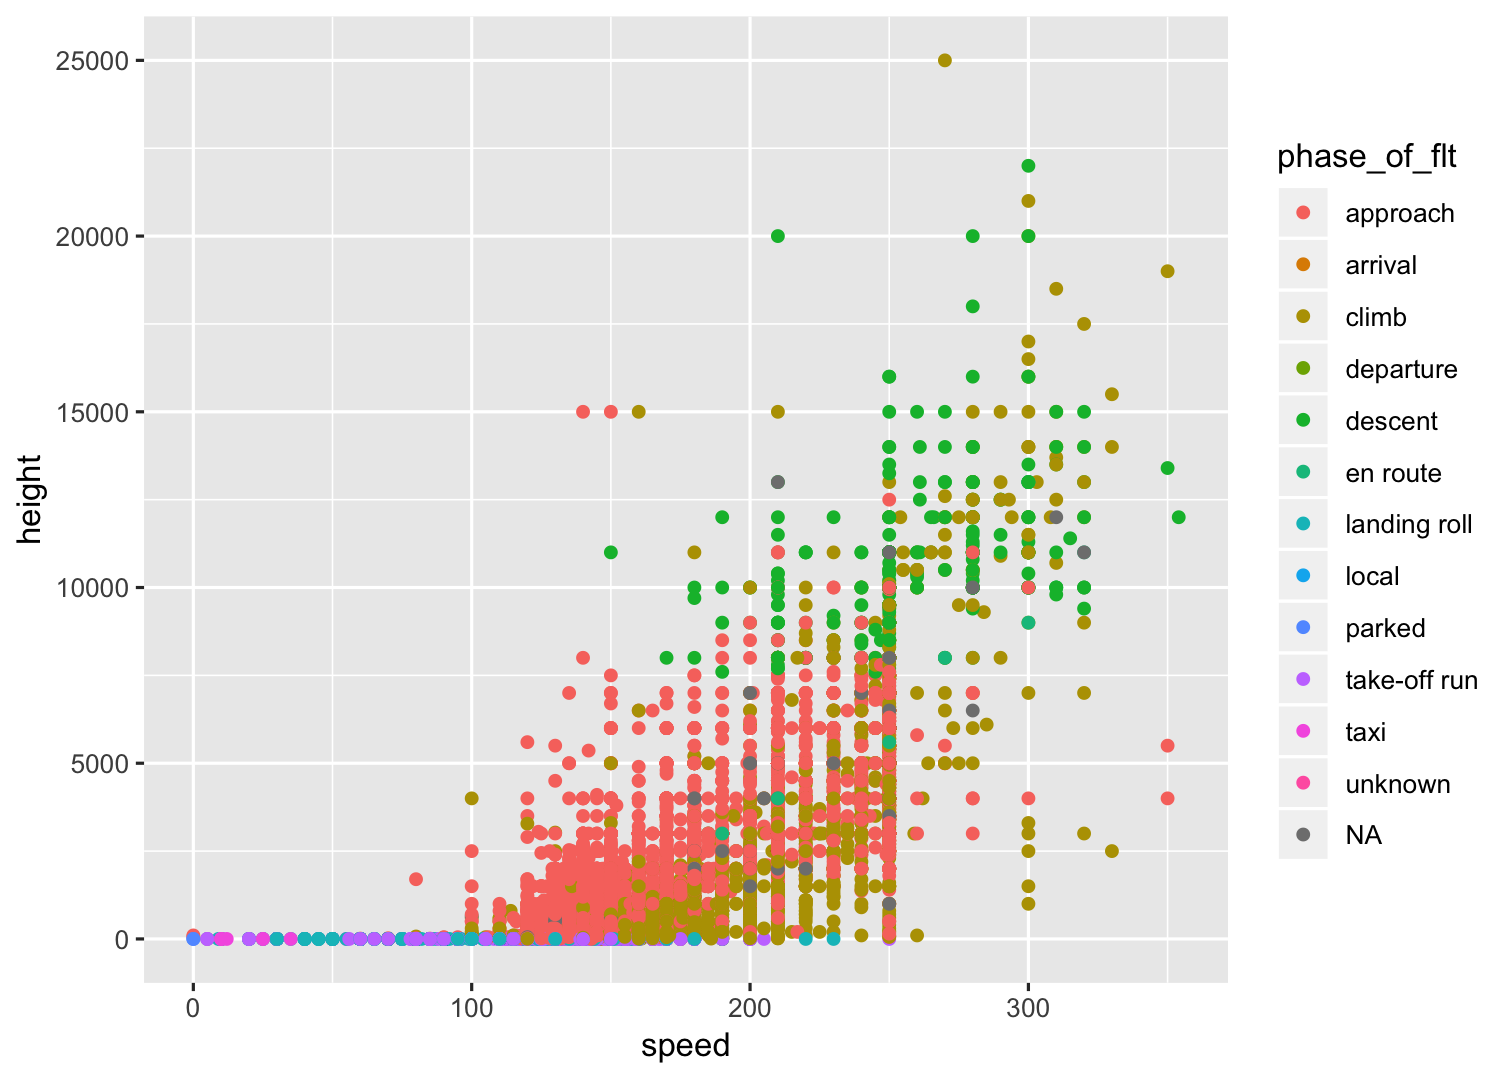 25000
20000
15000
10000
5000
0
height
0 100 200 300
speed
phase_of_flt
approach
arrival
climb
departure
descent
en route
landing roll
local
parked
take-off run
taxi
unknown
NA